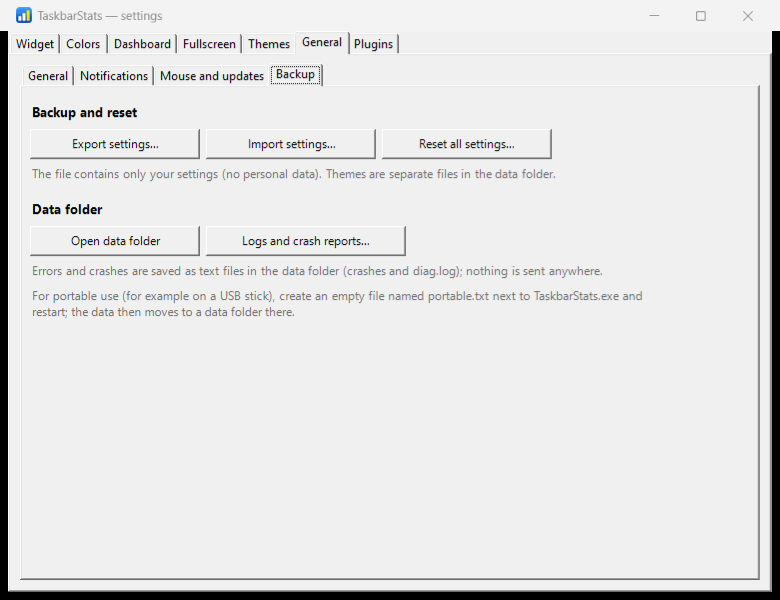 TaskbarStats — settings
Widget Colors Dashboard Fullscreen Themes General Plugins
General Notifications Mouse and updates Backup
Backup and reset
Export settings... Import settings... Reset all settings...
The file contains only your settings (no personal data). Themes are separate files in the data folder.
Data folder
Open data folder Logs and crash reports...
Errors and crashes are saved as text files in the data folder (crashes and diag.log); nothing is sent anywhere.
For portable use (for example on a USB stick), create an empty file named portable.txt next to TaskbarStats.exe and
restart; the data then moves to a data folder there.